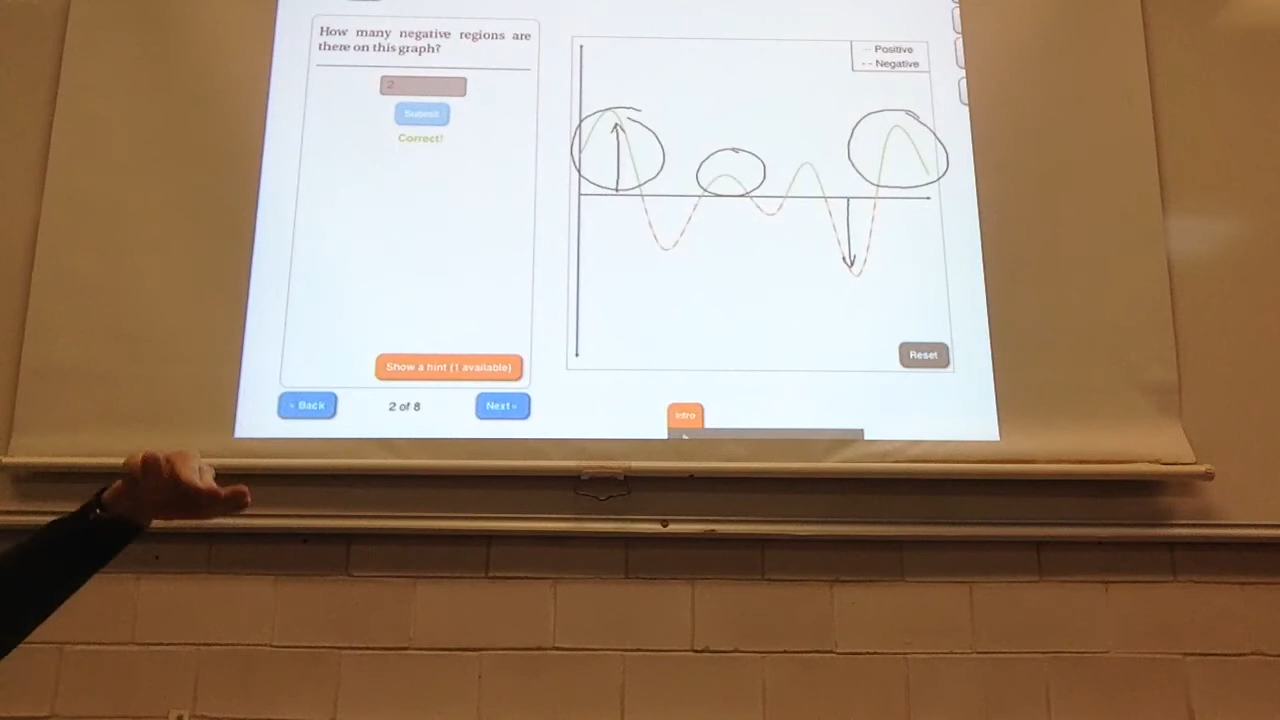 How many negative regions are
there on this graph?
2
Submit
Correct!
Show a hint (1 available)
« Back
2 of 8
Next »
Positive
-- Negative
Reset
Intro